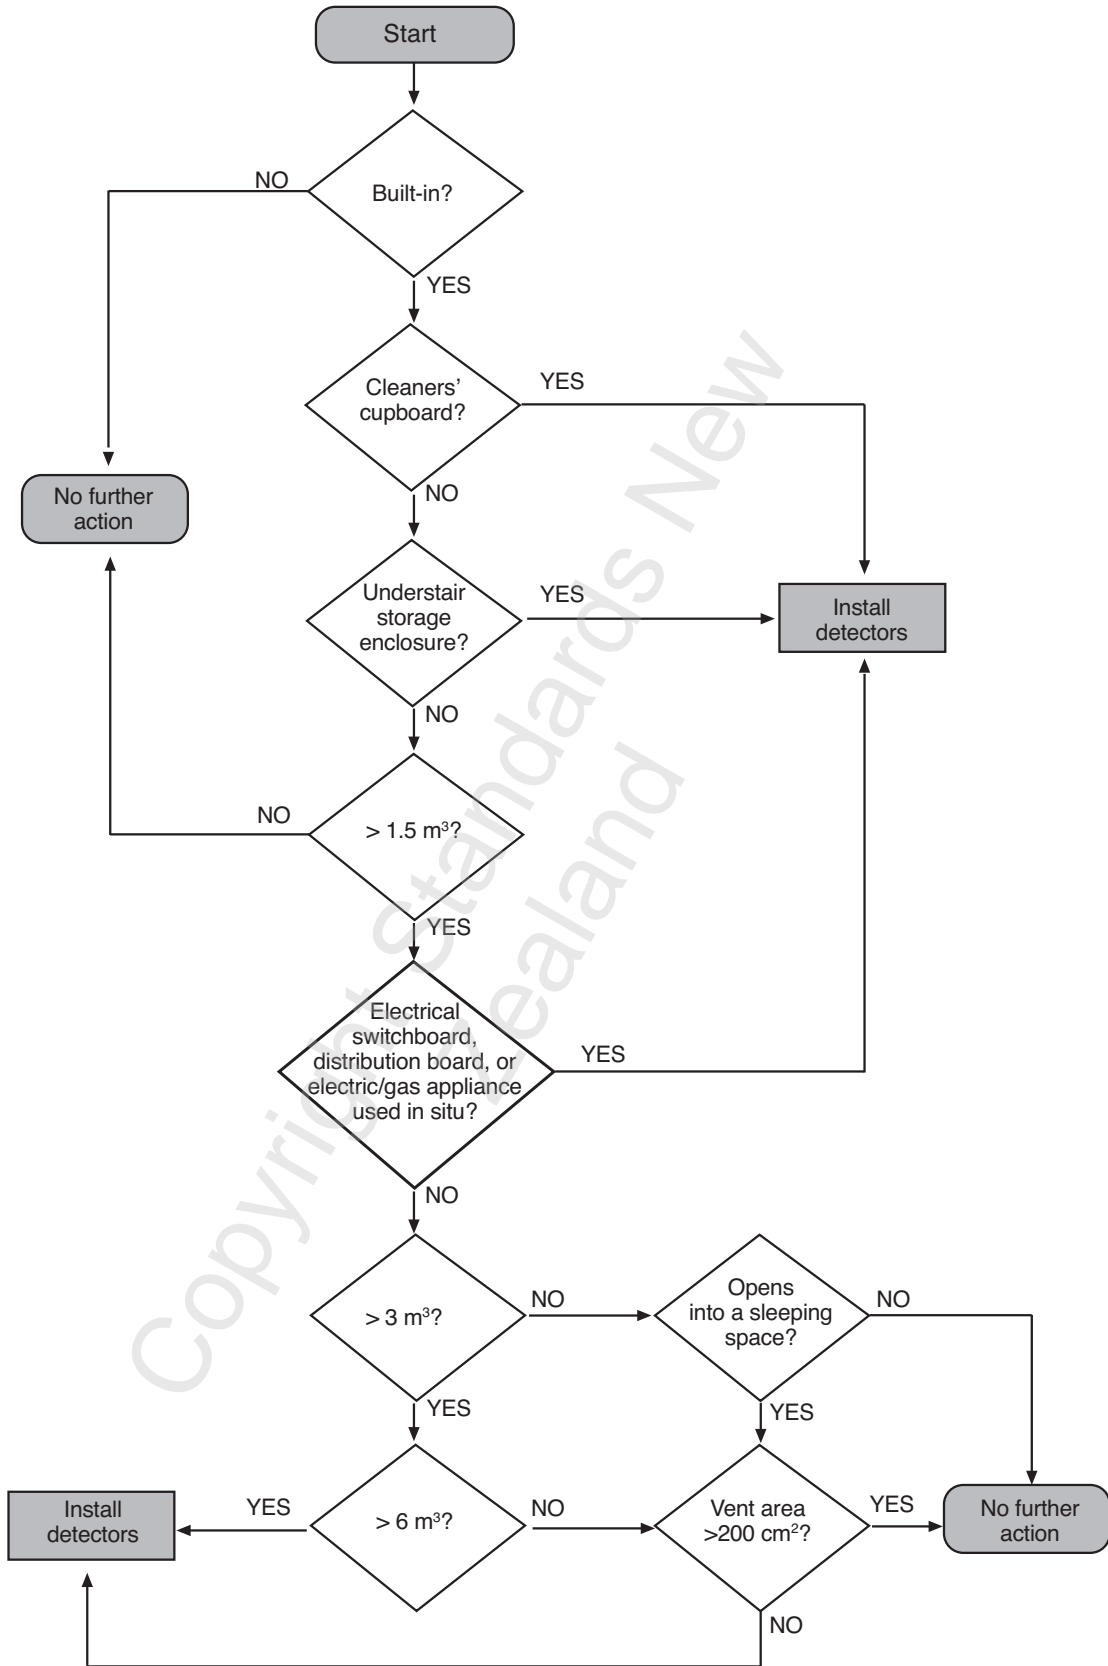 Start
Built-in?
NO
YES
Cleaners'
cupboard?
YES
NO
No further
action
Understair
storage
enclosure?
YES
Install
detectors
NO
> 1.5 m³?
NO
YES
Electrical
switchboard,
distribution board, or
electric/gas appliance
used in situ?
YES
NO
> 3 m³?
NO
Opens
into a sleeping
space?
NO
YES
YES
Install
detectors
YES
> 6 m³?
NO
Vent area
>200 cm²?
YES
No further
action
NO
Copyright Standards New
Zealand